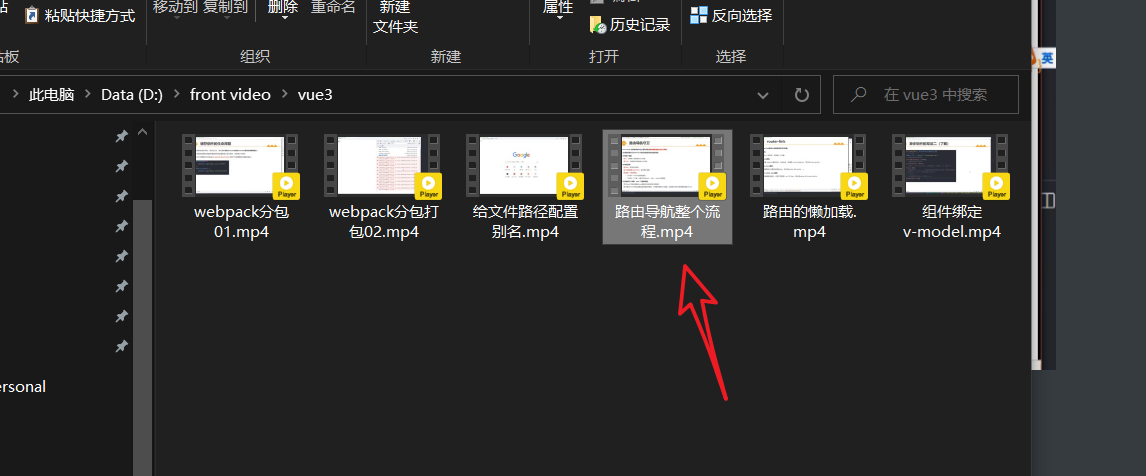 粘贴快捷方式
移动到 复制到
删除 重命名
新建
文件夹
属性
历史记录
反向选择
组织
新建
打开
选择
英
此电脑 Data (D:) front video vue3
在 vue3 中搜索
Google
Player
Player
Player
Player
Player
Player
webpack分包
01.mp4
webpack分包打
包02.mp4
给文件路径配置
别名.mp4
路由导航整个流
程.mp4
路由的懒加载.
mp4
组件绑定
v-model.mp4
ersonal